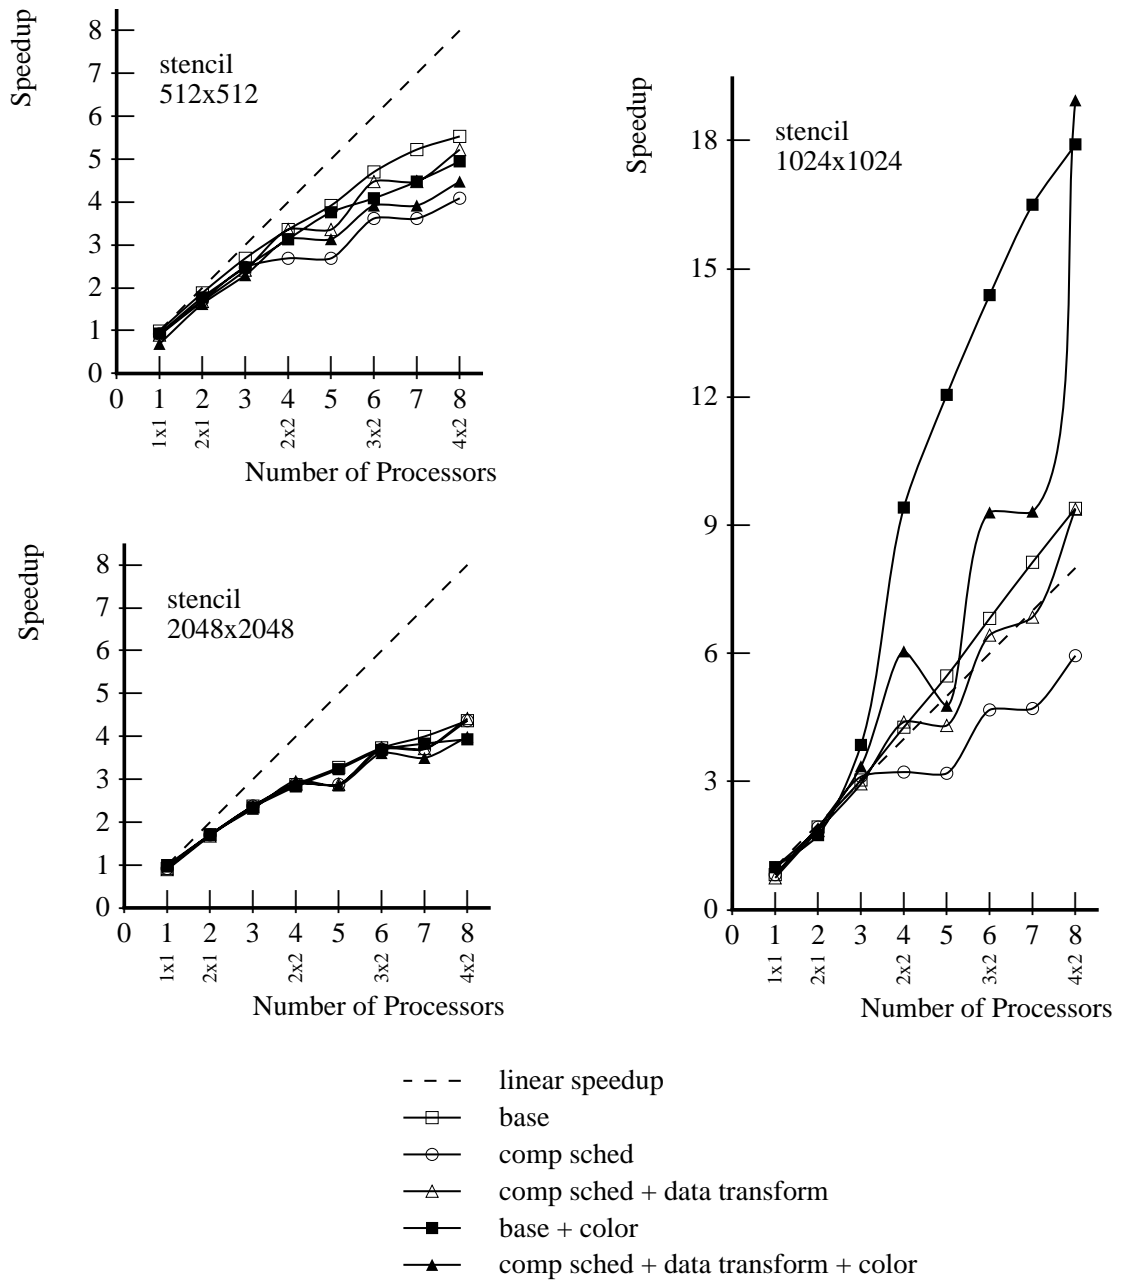 Speedup
8
7
6
5
4
3
2
1
0
stencil
512x512
0 1 2 3 4 5 6 7 8
1x1 2x1 2x2 3x2 4x2
Number of Processors
Speedup
8
7
6
5
4
3
2
1
0
stencil
2048x2048
0 1 2 3 4 5 6 7 8
1x1 2x1 2x2 3x2 4x2
Number of Processors
Speedup
18
15
12
9
6
3
0
stencil
1024x1024
0 1 2 3 4 5 6 7 8
1x1 2x1 2x2 3x2 4x2
Number of Processors
linear speedup
base
comp sched
comp sched + data transform
base + color
comp sched + data transform + color